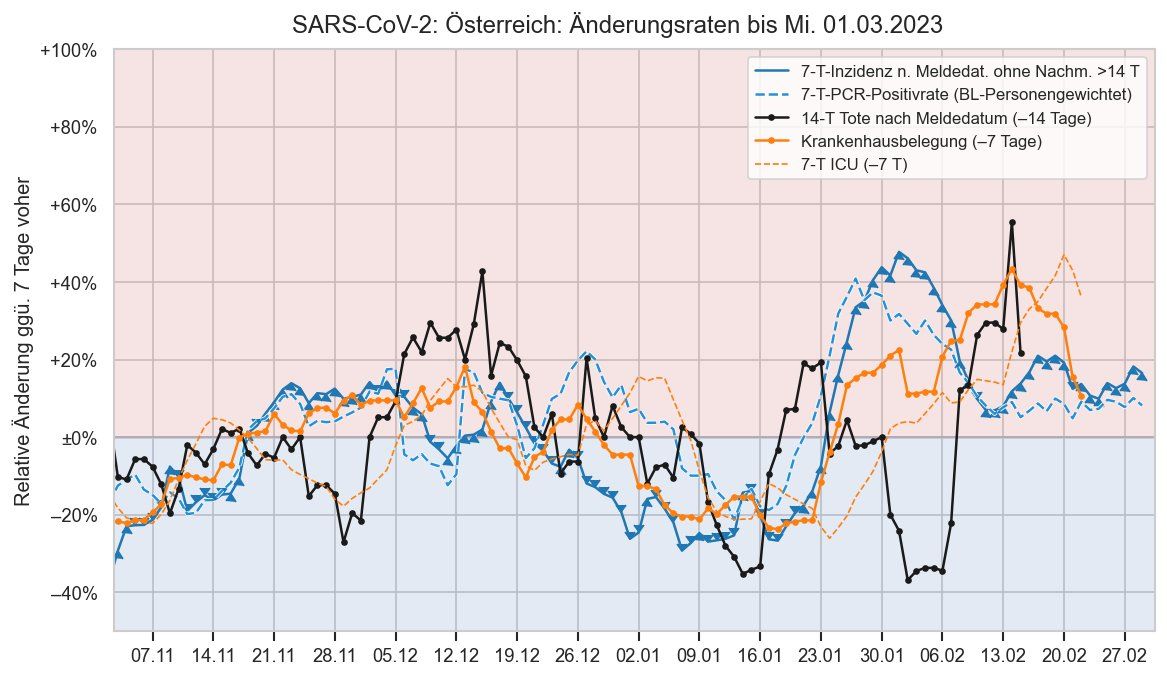 SARS-CoV-2: Österreich: Änderungsraten bis Mi. 01.03.2023
Relative Änderung ggü. 7 Tage voher
+100%
+80%
+60%
+40%
+20%
±0%
–20%
–40%
7-T-Inzidenz n. Meldedat. ohne Nachm. >14 T
7-T-PCR-Positivrate (BL-Personengewichtet)
14-T Tote nach Meldedatum (–14 Tage)
Krankenhausbelegung (–7 Tage)
7-T ICU (–7 T)
07.11 14.11 21.11 28.11 05.12 12.12 19.12 26.12 02.01 09.01 16.01 23.01 30.01 06.02 13.02 20.02 27.02